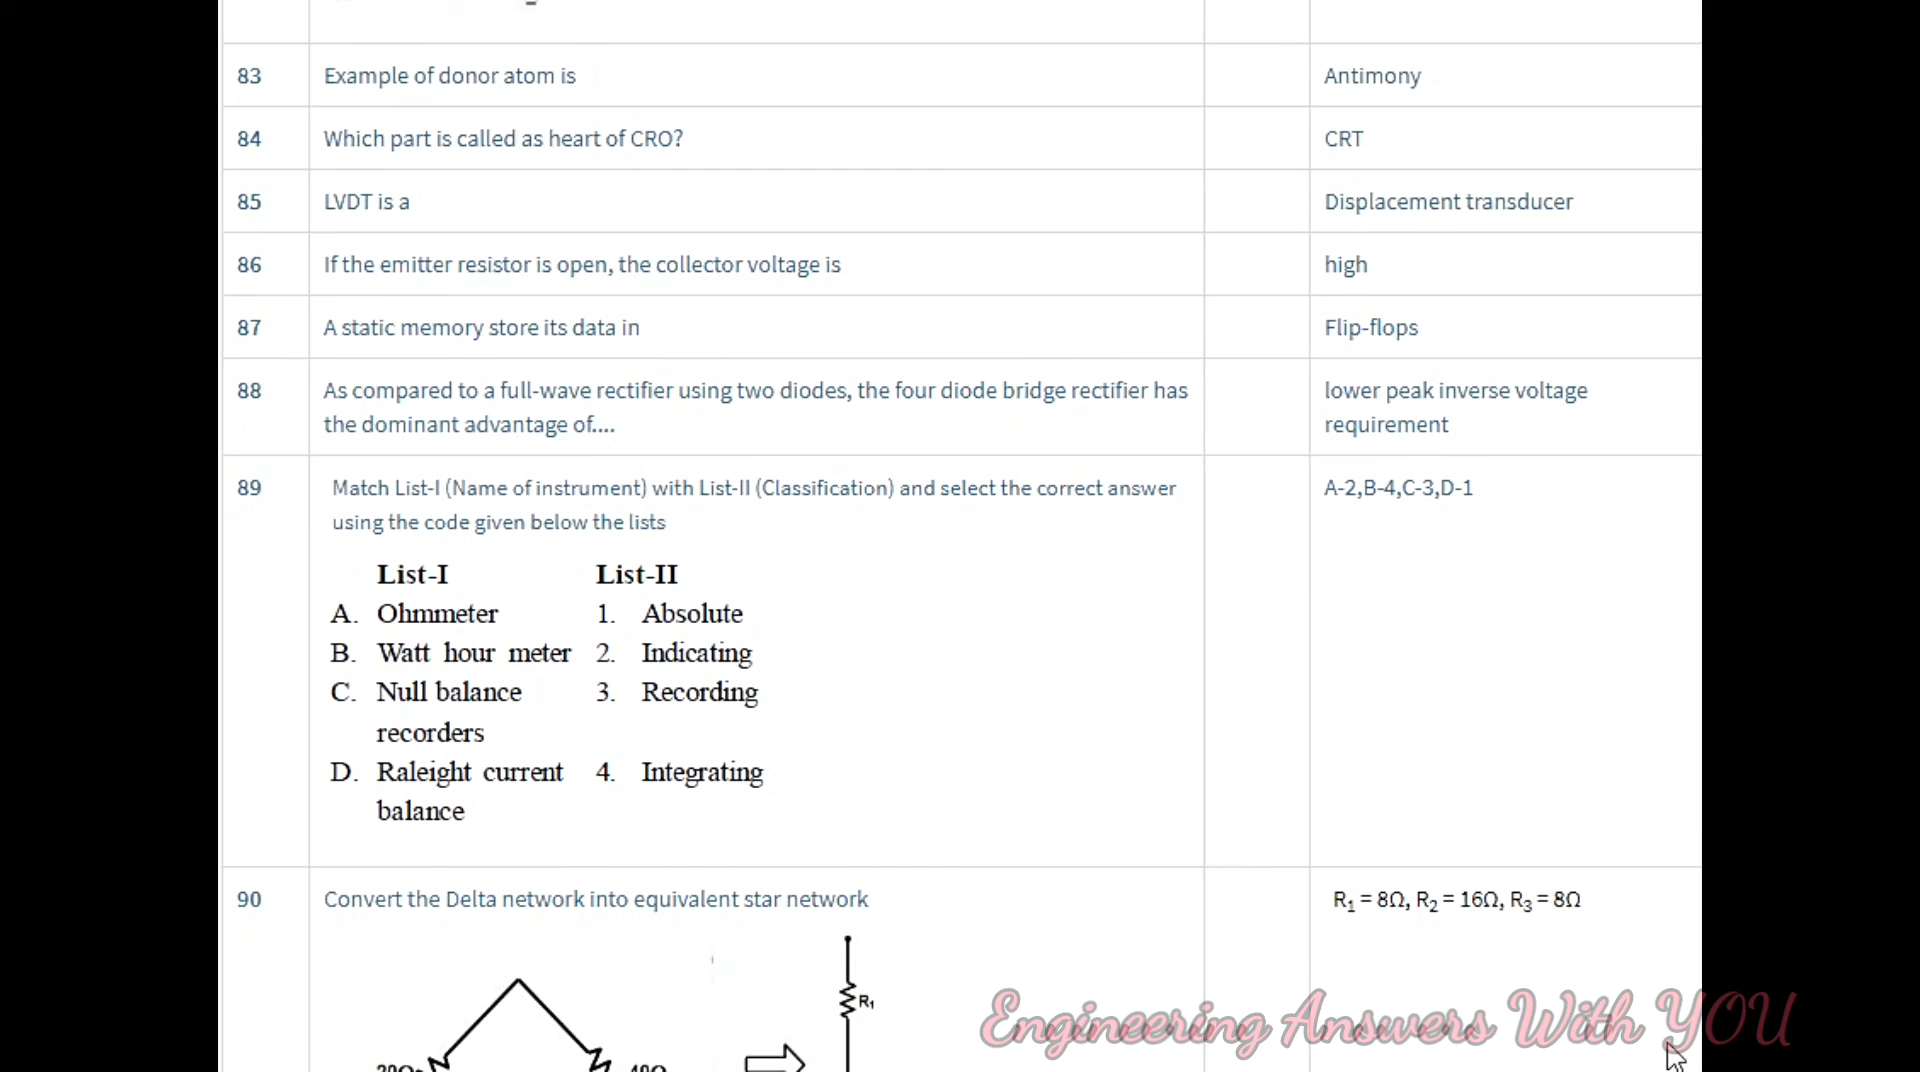 83 Example of donor atom is Antimony
84 Which part is called as heart of CRO? CRT
85 LVDT is a Displacement transducer
86 If the emitter resistor is open, the collector voltage is high
87 A static memory store its data in Flip-flops
88 As compared to a full-wave rectifier using two diodes, the four diode bridge rectifier has lower peak inverse voltage
the dominant advantage of.... requirement
89 Match List-I (Name of instrument) with List-II (Classification) and select the correct answer A-2,B-4,C-3,D-1
using the code given below the lists
List-I List-II
A. Ohmmeter 1. Absolute
B. Watt hour meter 2. Indicating
C. Null balance 3. Recording
recorders
D. Raleight current 4. Integrating
balance
90 Convert the Delta network into equivalent star network R₁ = 8Ω, R₂ = 16Ω, R₃ = 8Ω
R₁
Engineering Answers With YOU